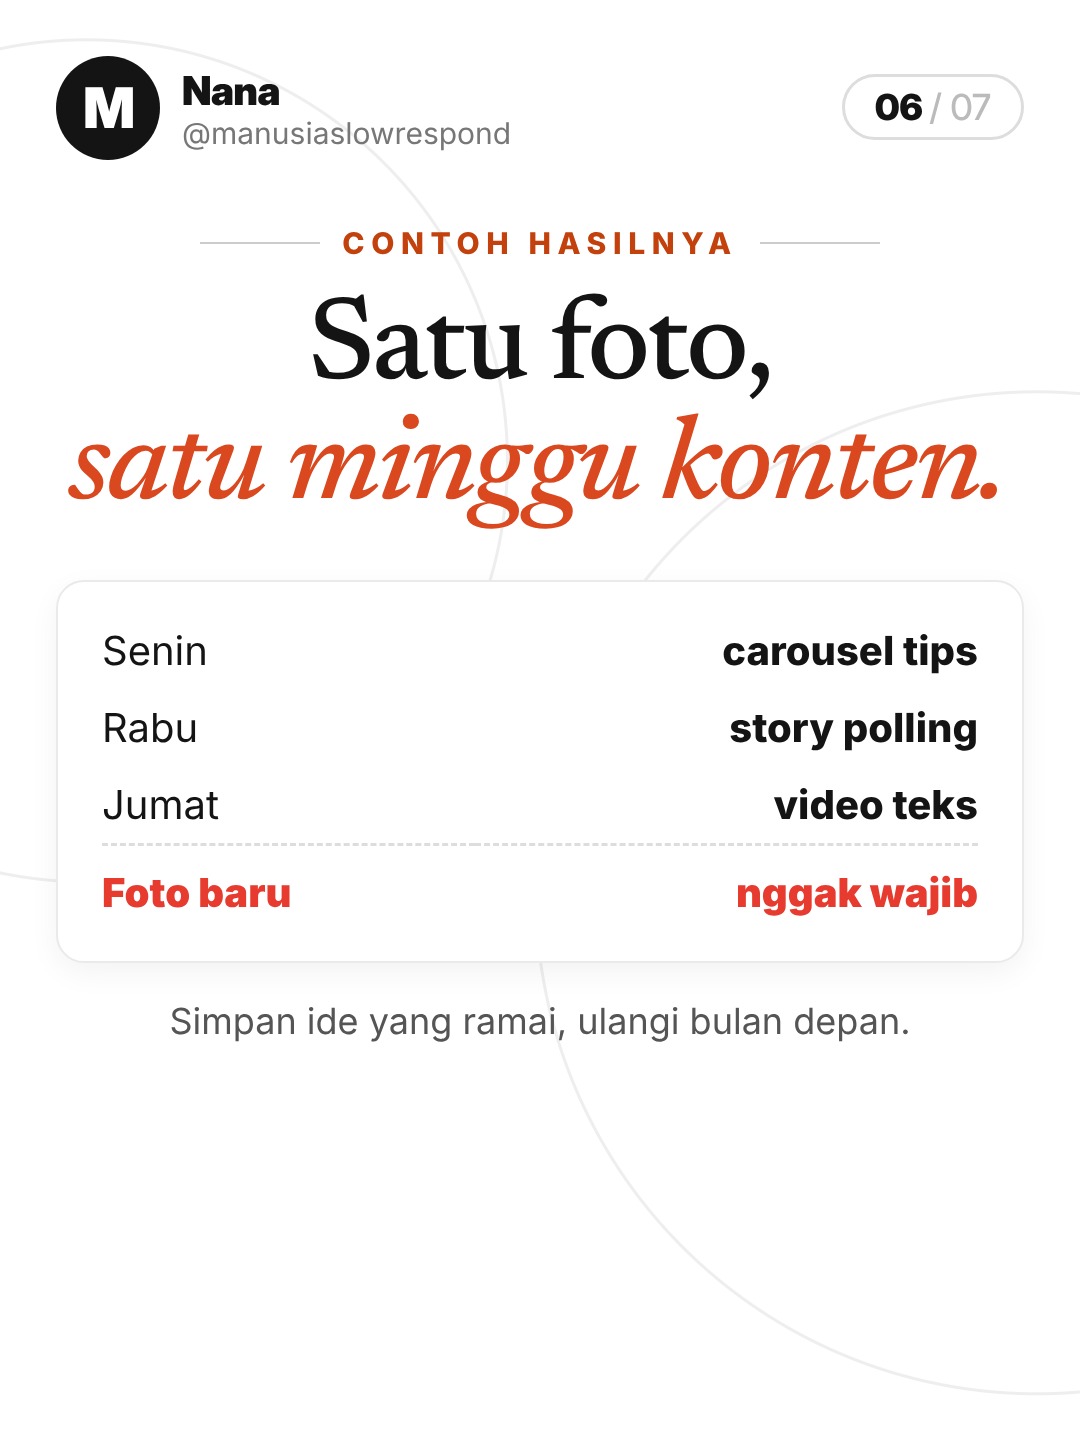 M
Nana
@manusiaslowrespond
06 / 07
CONTOH HASILNYA
Satu foto,
satu minggu konten.
Senin carousel tips
Rabu story polling
Jumat video teks
Foto baru nggak wajib
Simpan ide yang ramai, ulangi bulan depan.